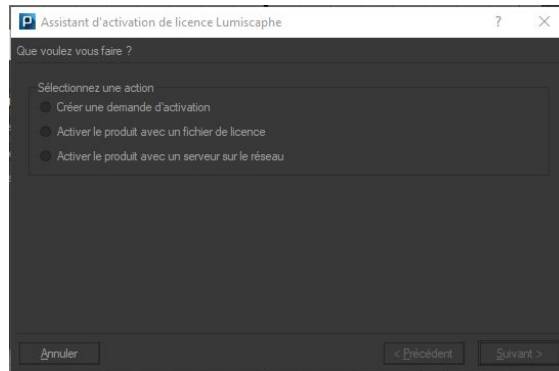 P Assistant d'activation de licence Lumiscaphe ? ×
Que voulez vous faire ?
Sélectionnez une action
Créer une demande d'activation
Activer le produit avec un fichier de licence
Activer le produit avec un serveur sur le réseau
Annuler < Précédent Suivant >